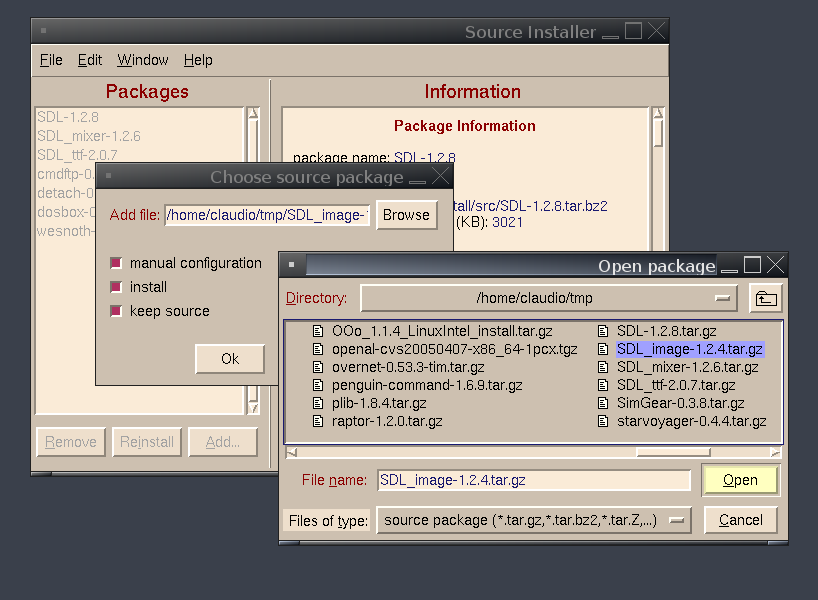 Source Installer
File Edit Window Help
Packages
SDL-1.2.8
SDL_mixer-1.2.6
SDL_ttf-2.0.7
cmdftp-0.
detach-0
dosbox-0
wesnoth-
Remove Reinstall Add...
Information
Package Information
package name: SDL-1.2.8
tall/src/SDL-1.2.8.tar.bz2
(KB): 3021
Choose source package
Add file: /home/claudio/tmp/SDL_image- Browse
manual configuration
install
keep source
Ok
Open package
Directory: /home/claudio/tmp
OOo_1.1.4_LinuxIntel_install.tar.gz
openal-cvs20050407-x86_64-1pcx.tgz
overnet-0.53.3-tim.tar.gz
penguin-command-1.6.9.tar.gz
plib-1.8.4.tar.gz
raptor-1.2.0.tar.gz
SDL-1.2.8.tar.gz
SDL_image-1.2.4.tar.gz
SDL_mixer-1.2.6.tar.gz
SDL_ttf-2.0.7.tar.gz
SimGear-0.3.8.tar.gz
starvoyager-0.4.4.tar.gz
File name: SDL_image-1.2.4.tar.gz Open
Files of type: source package (*.tar.gz,*.tar.bz2,*.tar.Z,...) Cancel